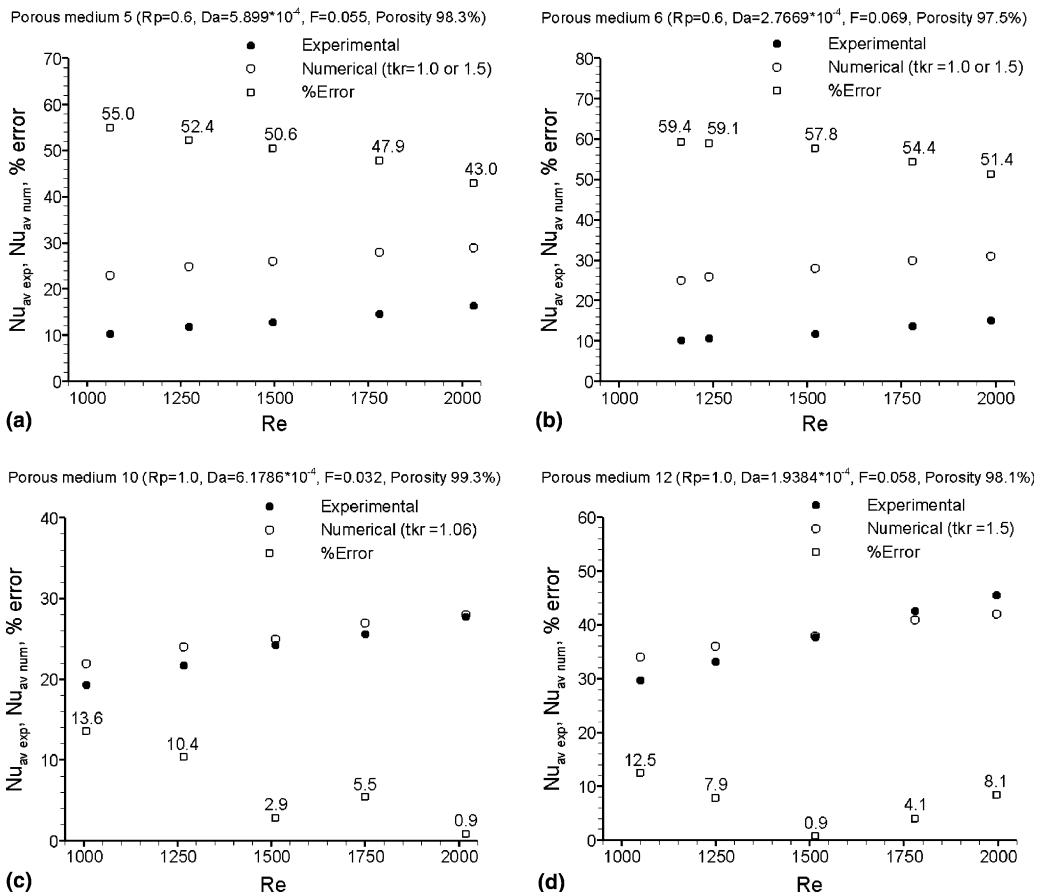 Porous medium 5 (Rp=0.6, Da=5.899*10⁻⁴, F=0.055, Porosity 98.3%)
Experimental
Numerical (tkr=1.0 or 1.5)
%Error
70
60
50
40
30
20
10
0
Nu_av exp, Nu_av num, % error
55.0
52.4
50.6
47.9
43.0
1000
1250
1500
1750
2000
Re
(a)
Porous medium 6 (Rp=0.6, Da=2.7669*10⁻⁴, F=0.069, Porosity 97.5%)
Experimental
Numerical (tkr =1.0 or 1.5)
%Error
80
70
60
50
40
30
20
10
0
Nu_av exp, Nu_av num, % error
59.4
59.1
57.8
54.4
51.4
1000
1250
1500
1750
2000
Re
(b)
Porous medium 10 (Rp=1.0, Da=6.1786*10⁻⁴, F=0.032, Porosity 99.3%)
Experimental
Numerical (tkr =1.06)
%Error
40
30
20
10
0
Nu_av exp, Nu_av num, % error
13.6
10.4
2.9
5.5
0.9
1000
1250
1500
1750
2000
Re
(c)
Porous medium 12 (Rp=1.0, Da=1.9384*10⁻⁴, F=0.058, Porosity 98.1%)
Experimental
Numerical (tkr =1.5)
%Error
60
50
40
30
20
10
0
Nu_av exp, Nu_av num, % error
12.5
7.9
0.9
4.1
8.1
1000
1250
1500
1750
2000
Re
(d)